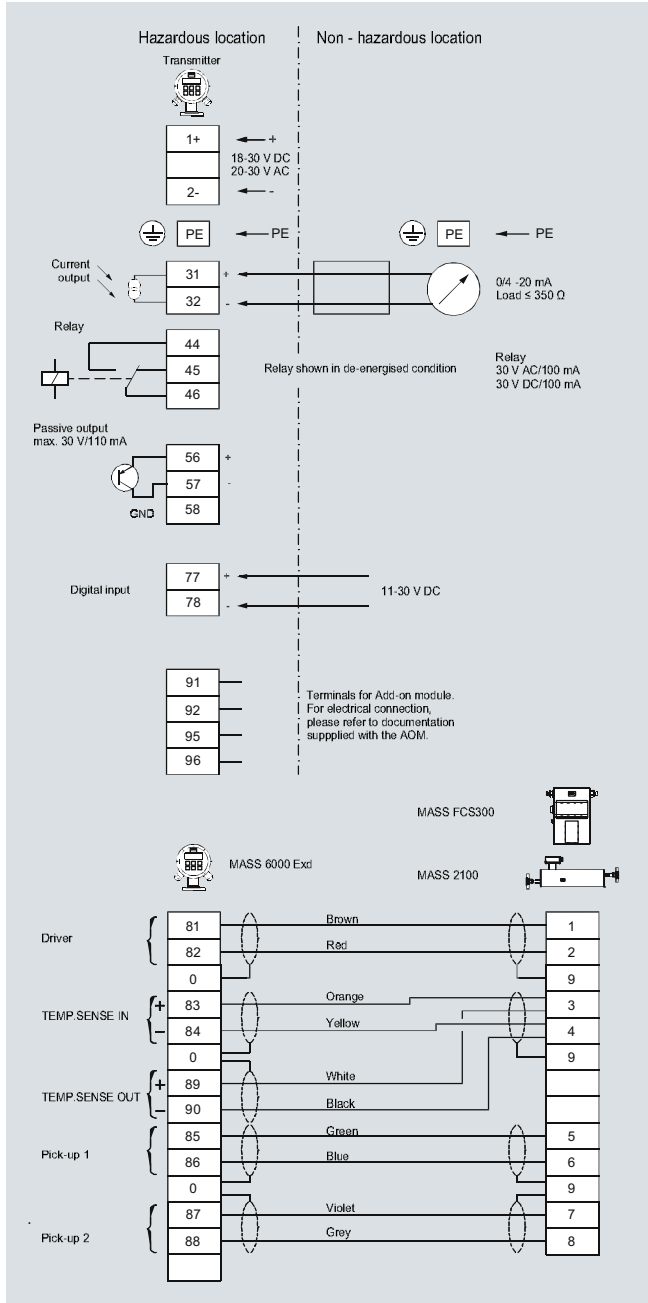 Hazardous location
Non - hazardous location
Transmitter
1+
+
18-30 V DC
20-30 V AC
2-
-
PE
PE
PE
PE
Current
output
31
+
32
-
0/4 -20 mA
Load ≤ 350 Ω
Relay
44
45
46
Relay shown in de-energised condition
Relay
30 V AC/100 mA
30 V DC/100 mA
Passive output
max. 30 V/110 mA
56
+
57
-
58
GND
Digital input
77
+
78
-
11-30 V DC
91
92
95
96
Terminals for Add-on module.
For electrical connection,
please refer to documentation
suppplied with the AOM.
MASS FCS300
MASS 6000 Exd
MASS 2100
Driver
81
Brown
1
82
Red
2
0
9
TEMP.SENSE IN
+
83
Orange
3
-
84
Yellow
4
0
9
TEMP.SENSE OUT
+
89
White
-
90
Black
Pick-up 1
85
Green
5
86
Blue
6
0
9
Pick-up 2
87
Violet
7
88
Grey
8